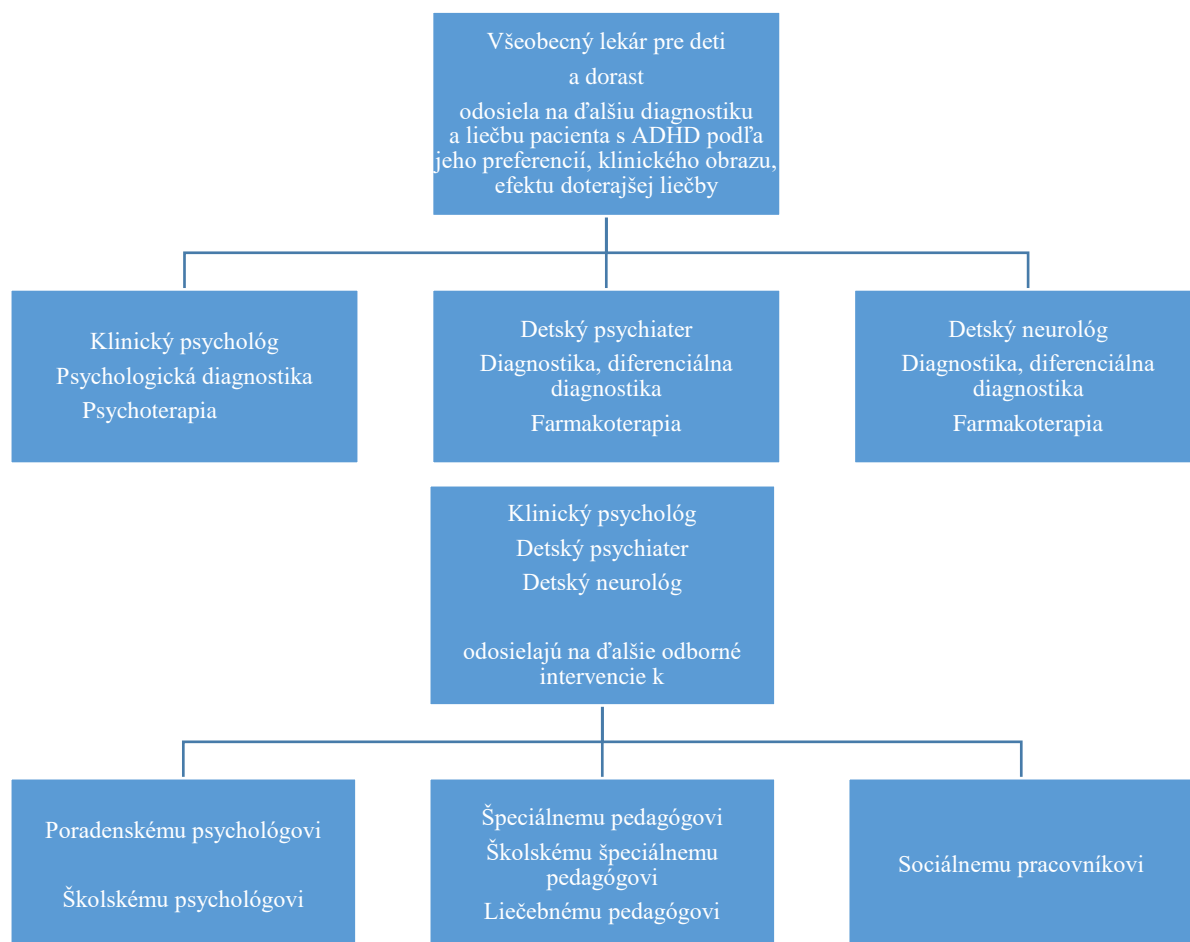 Všeobecný lekár pre deti
a dorast
odosiela na ďalšiu diagnostiku
a liečbu pacienta s ADHD podľa
jeho preferencií, klinického obrazu,
efektu doterajšej liečby
Klinický psychológ
Psychologická diagnostika
Psychoterapia
Detský psychiater
Diagnostika, diferenciálna
diagnostika
Farmakoterapia
Detský neurológ
Diagnostika, diferenciálna
diagnostika
Farmakoterapia
Klinický psychológ
Detský psychiater
Detský neurológ
odosielajú na ďalšie odborné
intervencie k
Poradenskému psychológovi
Školskému psychológovi
Špeciálnemu pedagógovi
Školskému špeciálnemu
pedagógovi
Liečebnému pedagógovi
Sociálnemu pracovníkovi